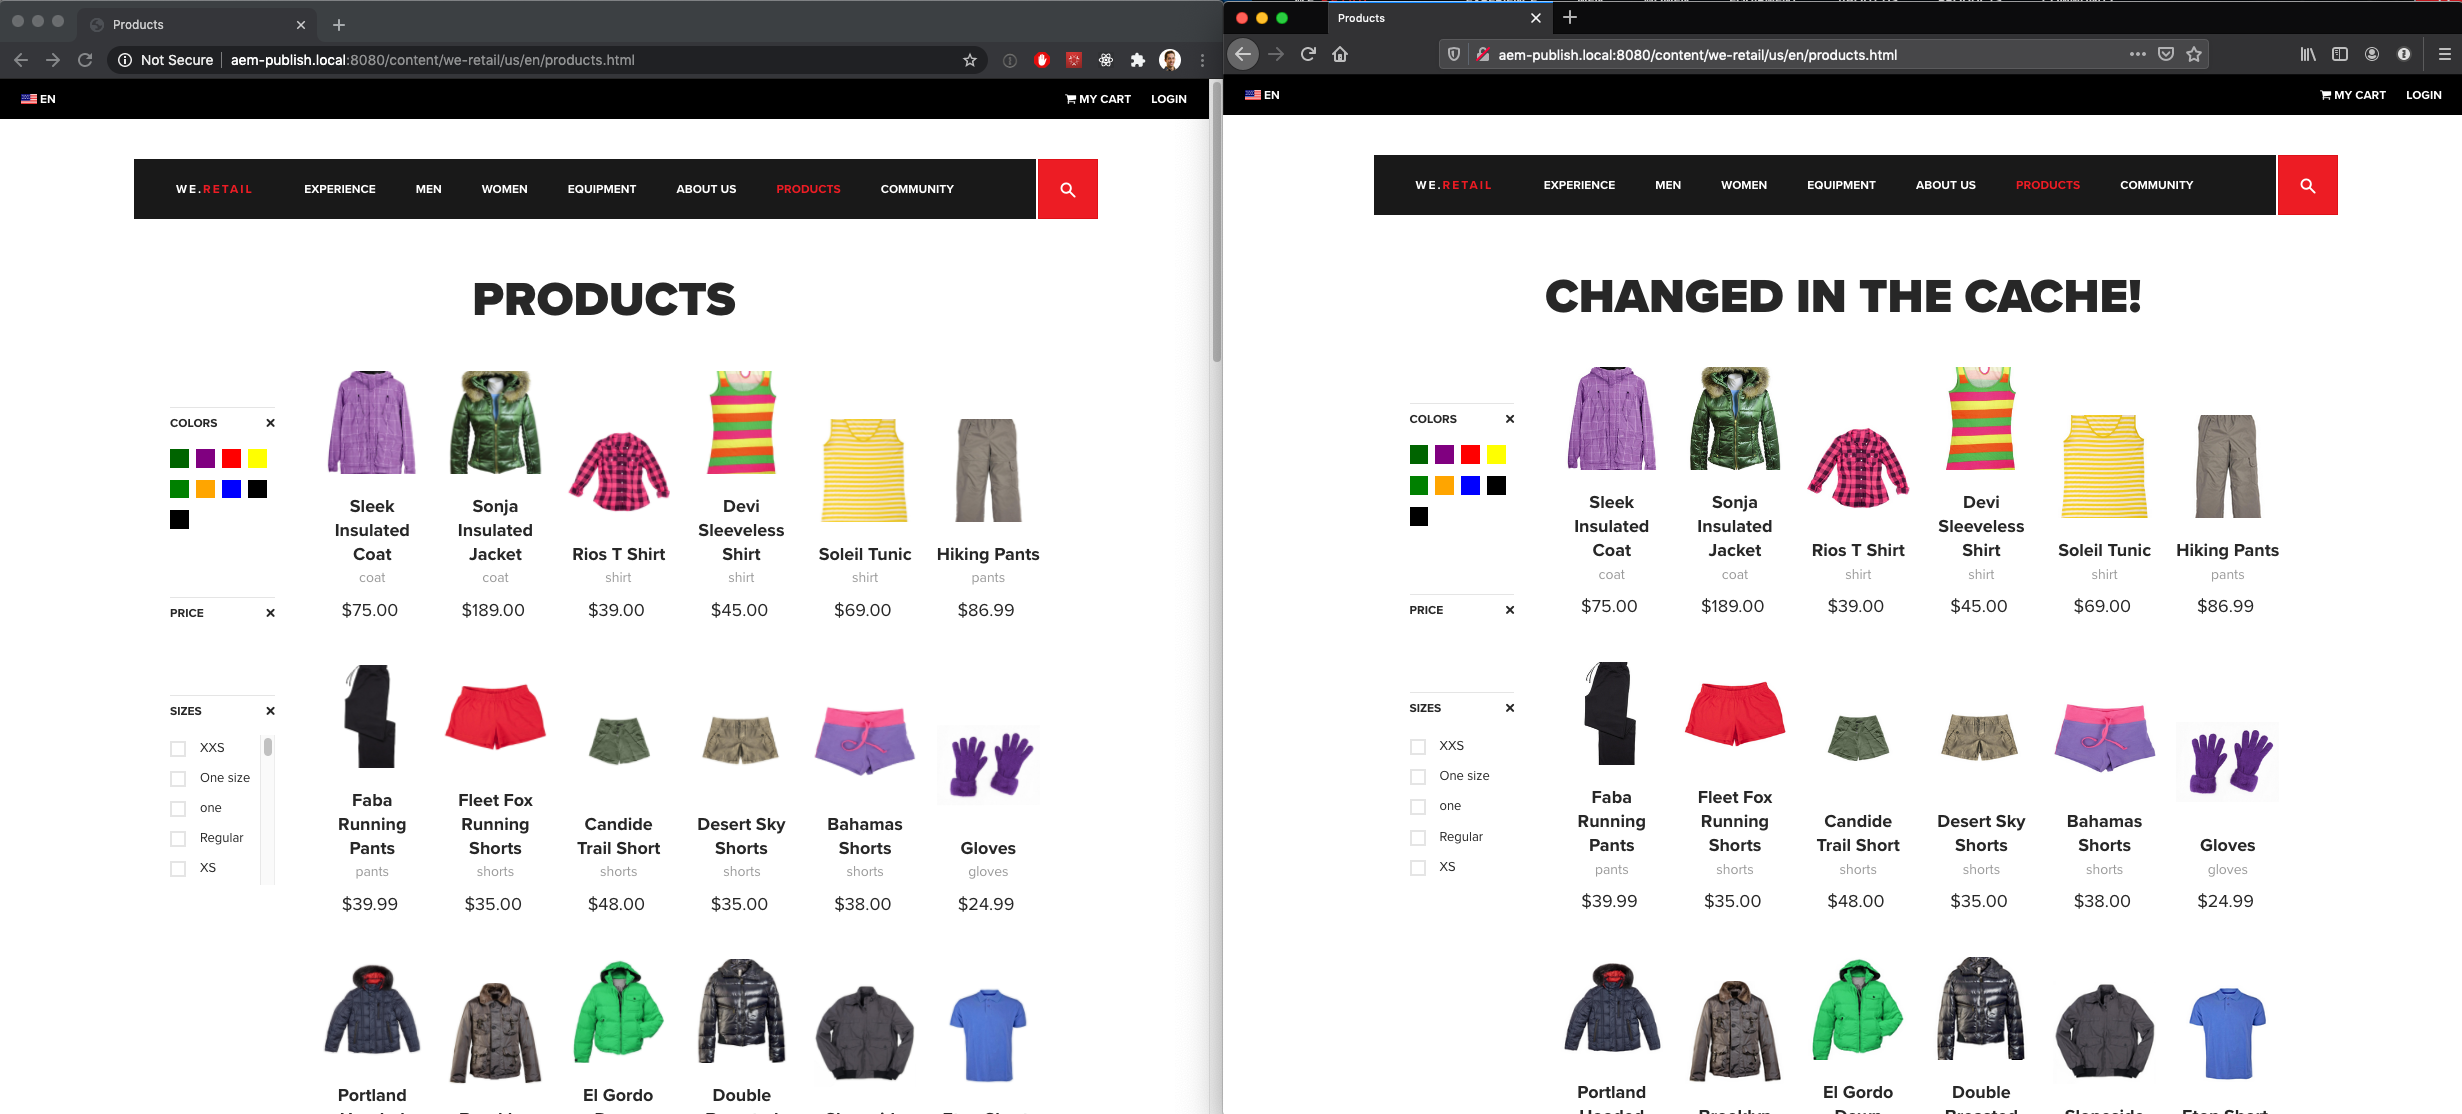 Products
Not Secure
aem-publish.local:8080/content/we-retail/us/en/products.html
EN
MY CART
LOGIN
WE.RETAIL
EXPERIENCE
MEN
WOMEN
EQUIPMENT
ABOUT US
PRODUCTS
COMMUNITY
PRODUCTS
COLORS
PRICE
SIZES
XXS
One size
one
Regular
XS
Sleek
Insulated
Coat
coat
$75.00
Sonja
Insulated
Jacket
coat
$189.00
Rios T Shirt
shirt
$39.00
Devi
Sleeveless
Shirt
shirt
$45.00
Soleil Tunic
shirt
$69.00
Hiking Pants
pants
$86.99
Faba
Running
Pants
pants
$39.99
Fleet Fox
Running
Shorts
shorts
$35.00
Candide
Trail Short
shorts
$48.00
Desert Sky
Shorts
shorts
$35.00
Bahamas
Shorts
shorts
$38.00
Gloves
gloves
$24.99
Portland
El Gordo
Double
Products
aem-publish.local:8080/content/we-retail/us/en/products.html
EN
MY CART
LOGIN
WE.RETAIL
EXPERIENCE
MEN
WOMEN
EQUIPMENT
ABOUT US
PRODUCTS
COMMUNITY
CHANGED IN THE CACHE!
COLORS
PRICE
SIZES
XXS
One size
one
Regular
XS
Sleek
Insulated
Coat
coat
$75.00
Sonja
Insulated
Jacket
coat
$189.00
Rios T Shirt
shirt
$39.00
Devi
Sleeveless
Shirt
shirt
$45.00
Soleil Tunic
shirt
$69.00
Hiking Pants
pants
$86.99
Faba
Running
Pants
pants
$39.99
Fleet Fox
Running
Shorts
shorts
$35.00
Candide
Trail Short
shorts
$48.00
Desert Sky
Shorts
shorts
$35.00
Bahamas
Shorts
shorts
$38.00
Gloves
gloves
$24.99
Portland
Hooded
Brooklyn
El Gordo
Down
Double
Breasted